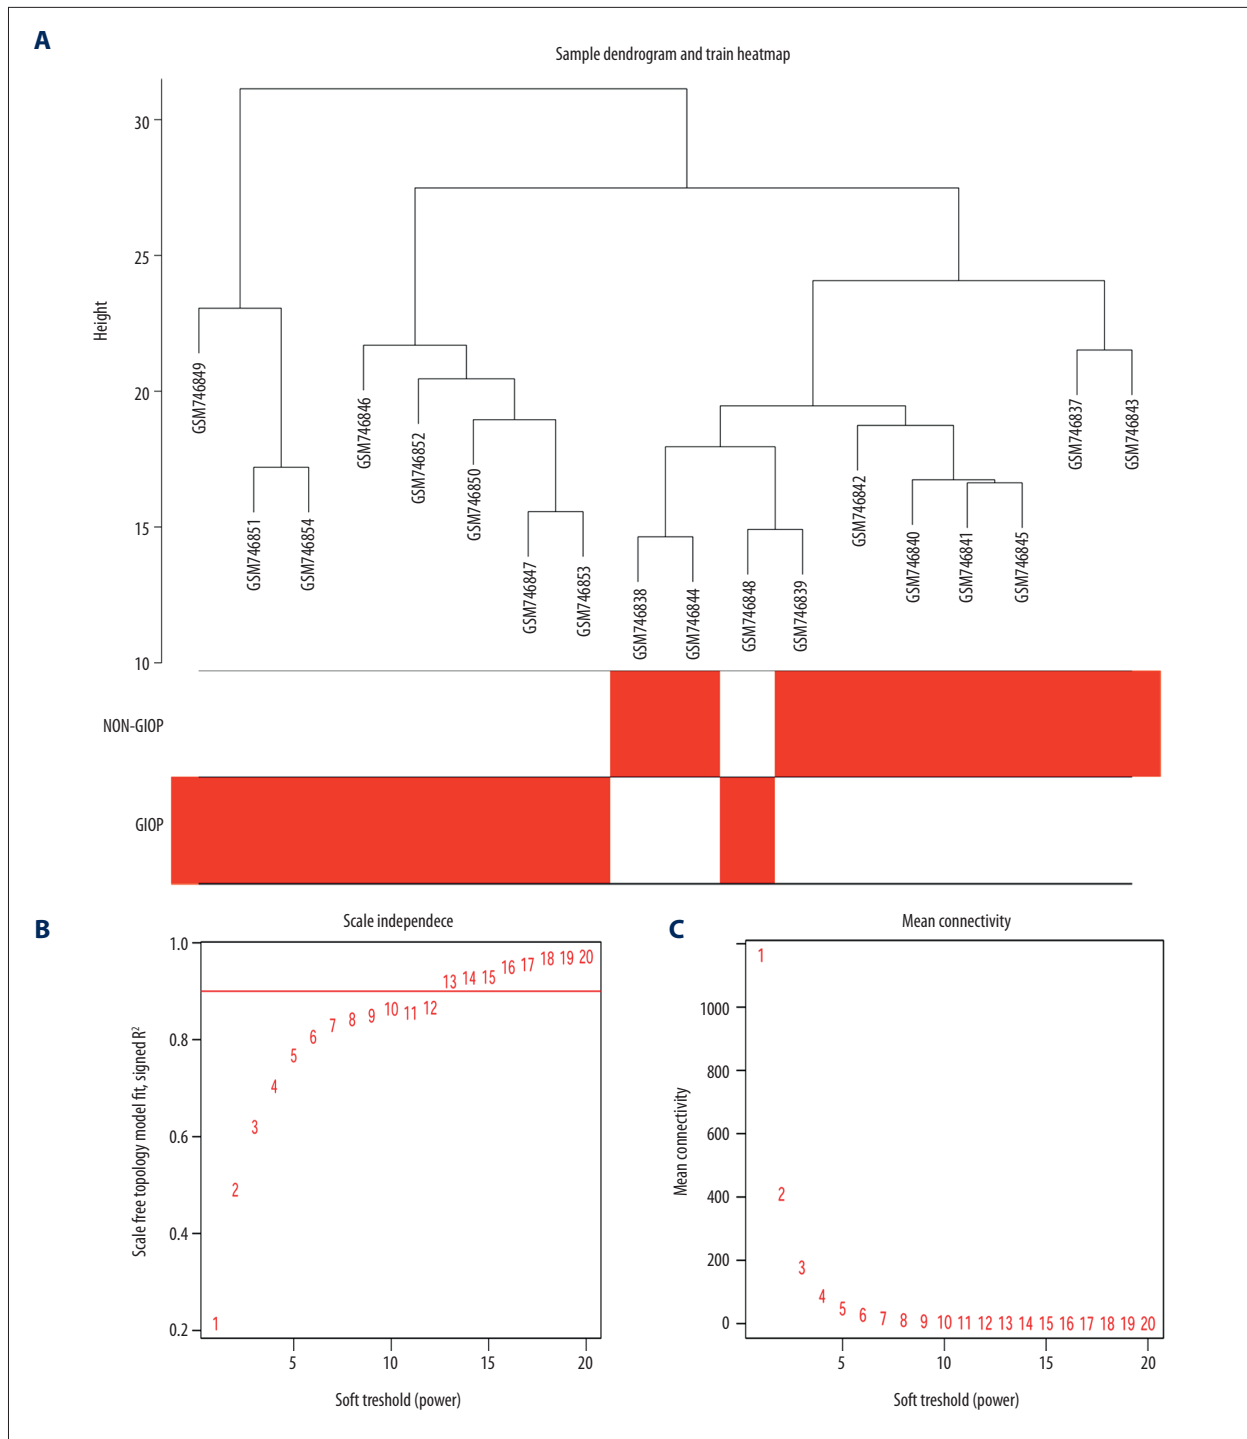 A
Sample dendrogram and train heatmap
Height
30
25
20
15
10
GSM746849
GSM746851
GSM746854
GSM746846
GSM746852
GSM746850
GSM746847
GSM746853
GSM746838
GSM746844
GSM746848
GSM746839
GSM746842
GSM746840
GSM746841
GSM746845
GSM746837
GSM746843
NON-GIOP
GIOP
B
Scale independece
Scale free topology model fit, signed R²
1.0
0.8
0.6
0.4
0.2
1 2 3 4 5 6 7 8 9 10 11 12 13 14 15 16 17 18 19 20
5 10 15 20
Soft treshold (power)
C
Mean connectivity
Mean connectivity
1000
800
600
400
200
0
1 2 3 4 5 6 7 8 9 10 11 12 13 14 15 16 17 18 19 20
5 10 15 20
Soft treshold (power)